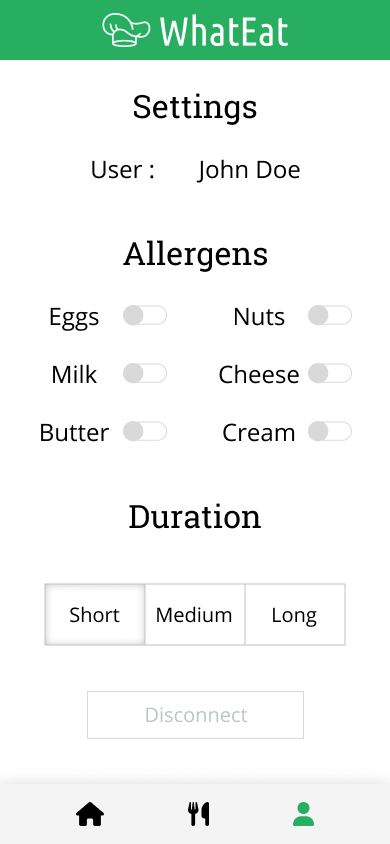 WhatEat
Settings
User : John Doe
Allergens
Eggs Nuts
Milk Cheese
Butter Cream
Duration
Short Medium Long
Disconnect